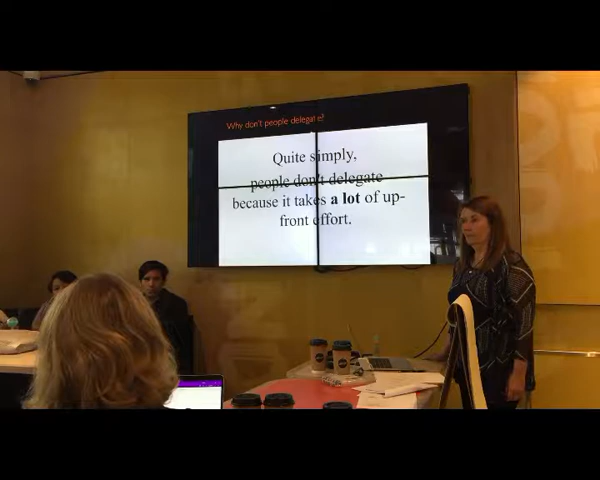 Why don't people delegate?
Quite simply,
people don't delegate
because it takes a lot of up-
front effort.